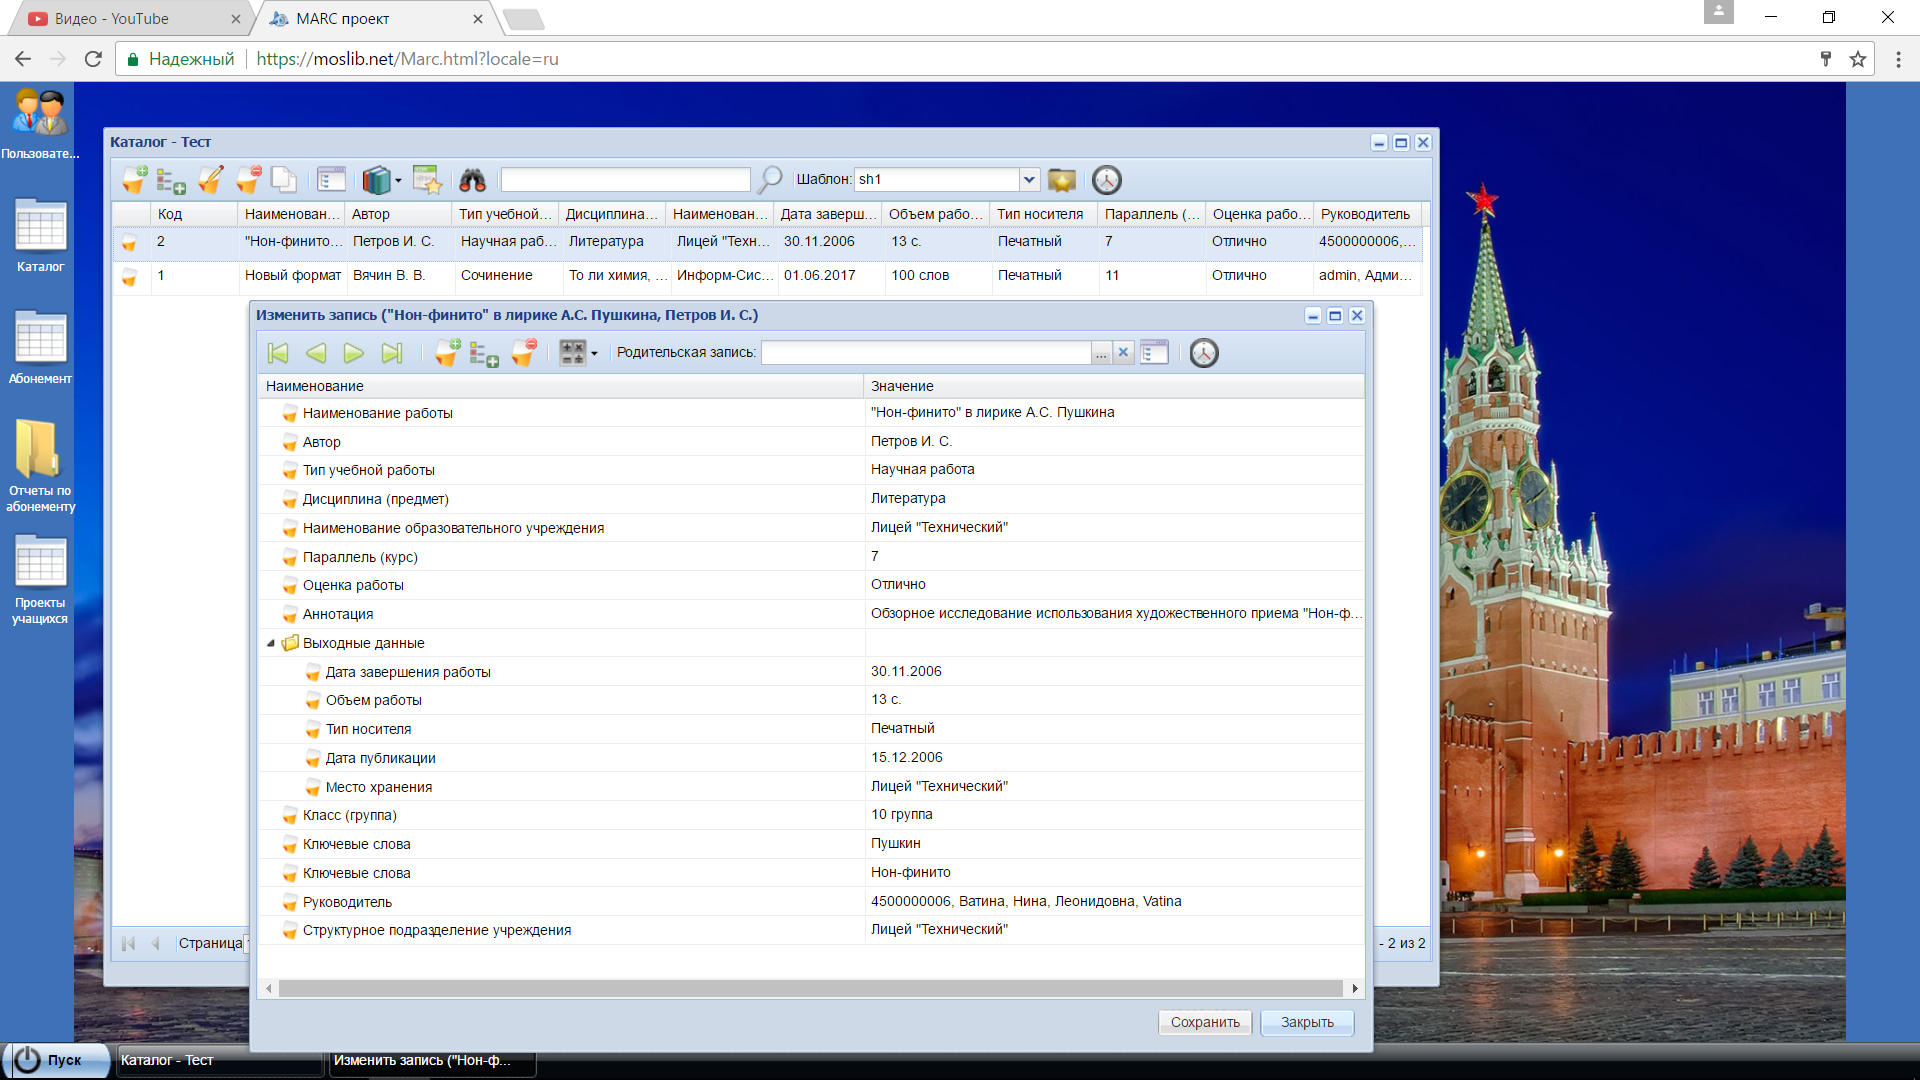 Видео - YouTube
MARC проект
Надежный
https://moslib.net/Marc.html?locale=ru
Пользовате...
Каталог
Абонемент
Отчеты по
абонементу
Проекты
учащихся
Каталог - Тест
Шаблон: sh1
Код Наименован... Автор Тип учебной... Дисциплина... Наименован... Дата заверш... Объем рабо... Тип носителя Параллель (... Оценка рабо... Руководитель
2 "Нон-финито... Петров И. С. Научная раб... Литература Лицей "Техн... 30.11.2006 13 с. Печатный 7 Отлично 4500000006,...
1 Новый формат Вячин В. В. Сочинение То ли химия, ... Информ-Сис... 01.06.2017 100 слов Печатный 11 Отлично admin, Адми...
Изменить запись ("Нон-финито" в лирике А.С. Пушкина, Петров И. С.)
Родительская запись: ...
Наименование Значение
Наименование работы "Нон-финито" в лирике А.С. Пушкина
Автор Петров И. С.
Тип учебной работы Научная работа
Дисциплина (предмет) Литература
Наименование образовательного учреждения Лицей "Технический"
Параллель (курс) 7
Оценка работы Отлично
Аннотация Обзорное исследование использования художественного приема "Нон-ф...
Выходные данные
Дата завершения работы 30.11.2006
Объем работы 13 с.
Тип носителя Печатный
Дата публикации 15.12.2006
Место хранения Лицей "Технический"
Класс (группа) 10 группа
Ключевые слова Пушкин
Ключевые слова Нон-финито
Руководитель 4500000006, Ватина, Нина, Леонидовна, Vatina
Структурное подразделение учреждения Лицей "Технический"
Страница - 2 из 2
Сохранить Закрыть
Пуск Каталог - Тест Изменить запись ("Нон-ф...